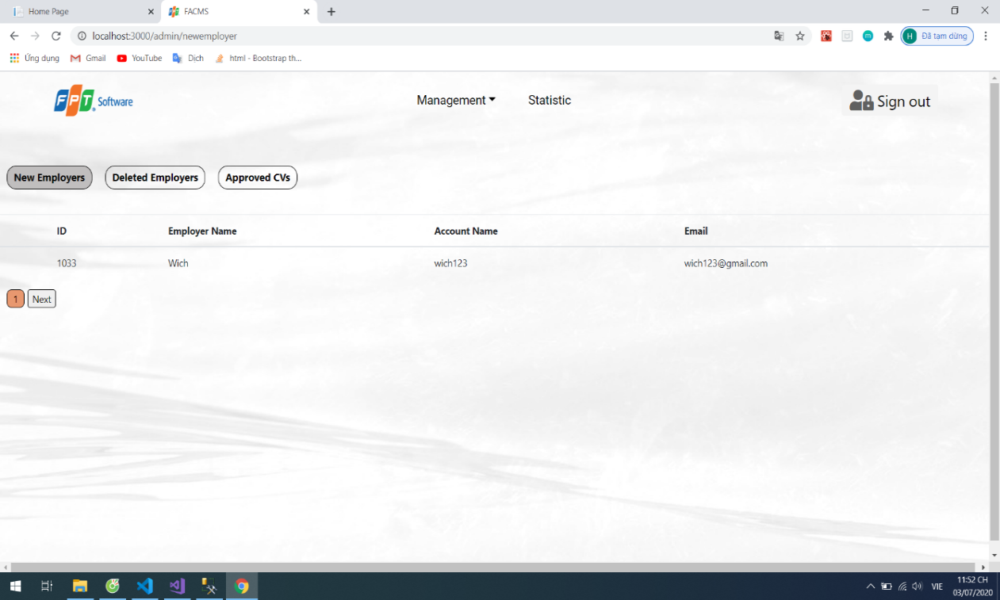 Home Page
FACMS
localhost:3000/admin/newemployer
H Đã tạm dừng
Ứng dụng Gmail YouTube Dịch html - Bootstrap th...
FPT Software
Management Statistic
Sign out
New Employers Deleted Employers Approved CVs
ID Employer Name Account Name Email
1033 Wich wich123 wich123@gmail.com
1 Next
VIE
11:52 CH
03/07/2020